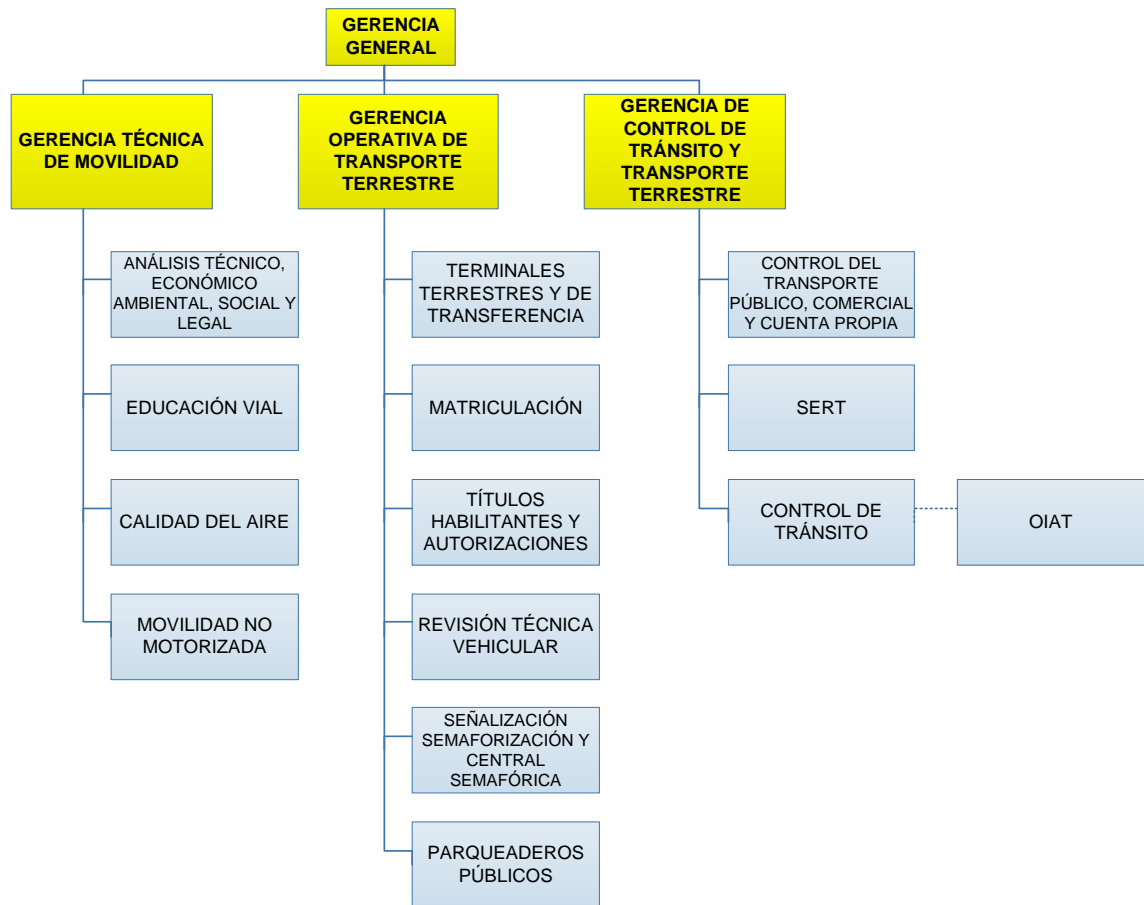 GERENCIA
GENERAL
GERENCIA TÉCNICA
DE MOVILIDAD
GERENCIA
OPERATIVA DE
TRANSPORTE
TERRESTRE
GERENCIA DE
CONTROL DE
TRÁNSITO Y
TRANSPORTE
TERRESTRE
ANÁLISIS TÉCNICO,
ECONÓMICO
AMBIENTAL, SOCIAL Y
LEGAL
EDUCACIÓN VIAL
CALIDAD DEL AIRE
MOVILIDAD NO
MOTORIZADA
TERMINALES
TERRESTRES Y DE
TRANSFERENCIA
MATRICULACIÓN
TÍTULOS
HABILITANTES Y
AUTORIZACIONES
REVISIÓN TÉCNICA
VEHICULAR
SEÑALIZACIÓN
SEMAFORIZACIÓN Y
CENTRAL
SEMAFÓRICA
PARQUEADEROS
PÚBLICOS
CONTROL DEL
TRANSPORTE
PÚBLICO, COMERCIAL
Y CUENTA PROPIA
SERT
CONTROL DE
TRÁNSITO
OIAT